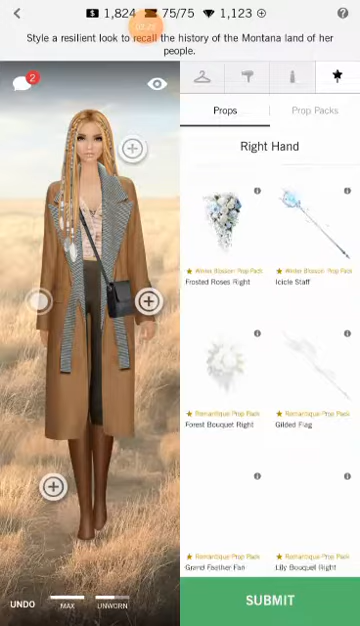 $ 1,824 75/75 1,123
Style a resilient look to recall the history of the Montana land of her
people.
2
Props
Prop Packs
Right Hand
Winter Blossom Prop Pack
Frosted Roses Right
Winter Blossom Prop Pack
Icicle Staff
Romantique Prop Pack
Forest Bouquet Right
Romantique Prop Pack
Gilded Flag
Romantique Prop Pack
Grand Feather Fan
Romantique Prop Pack
Lily Bouquet Right
UNDO
MAX
UNWORN
SUBMIT